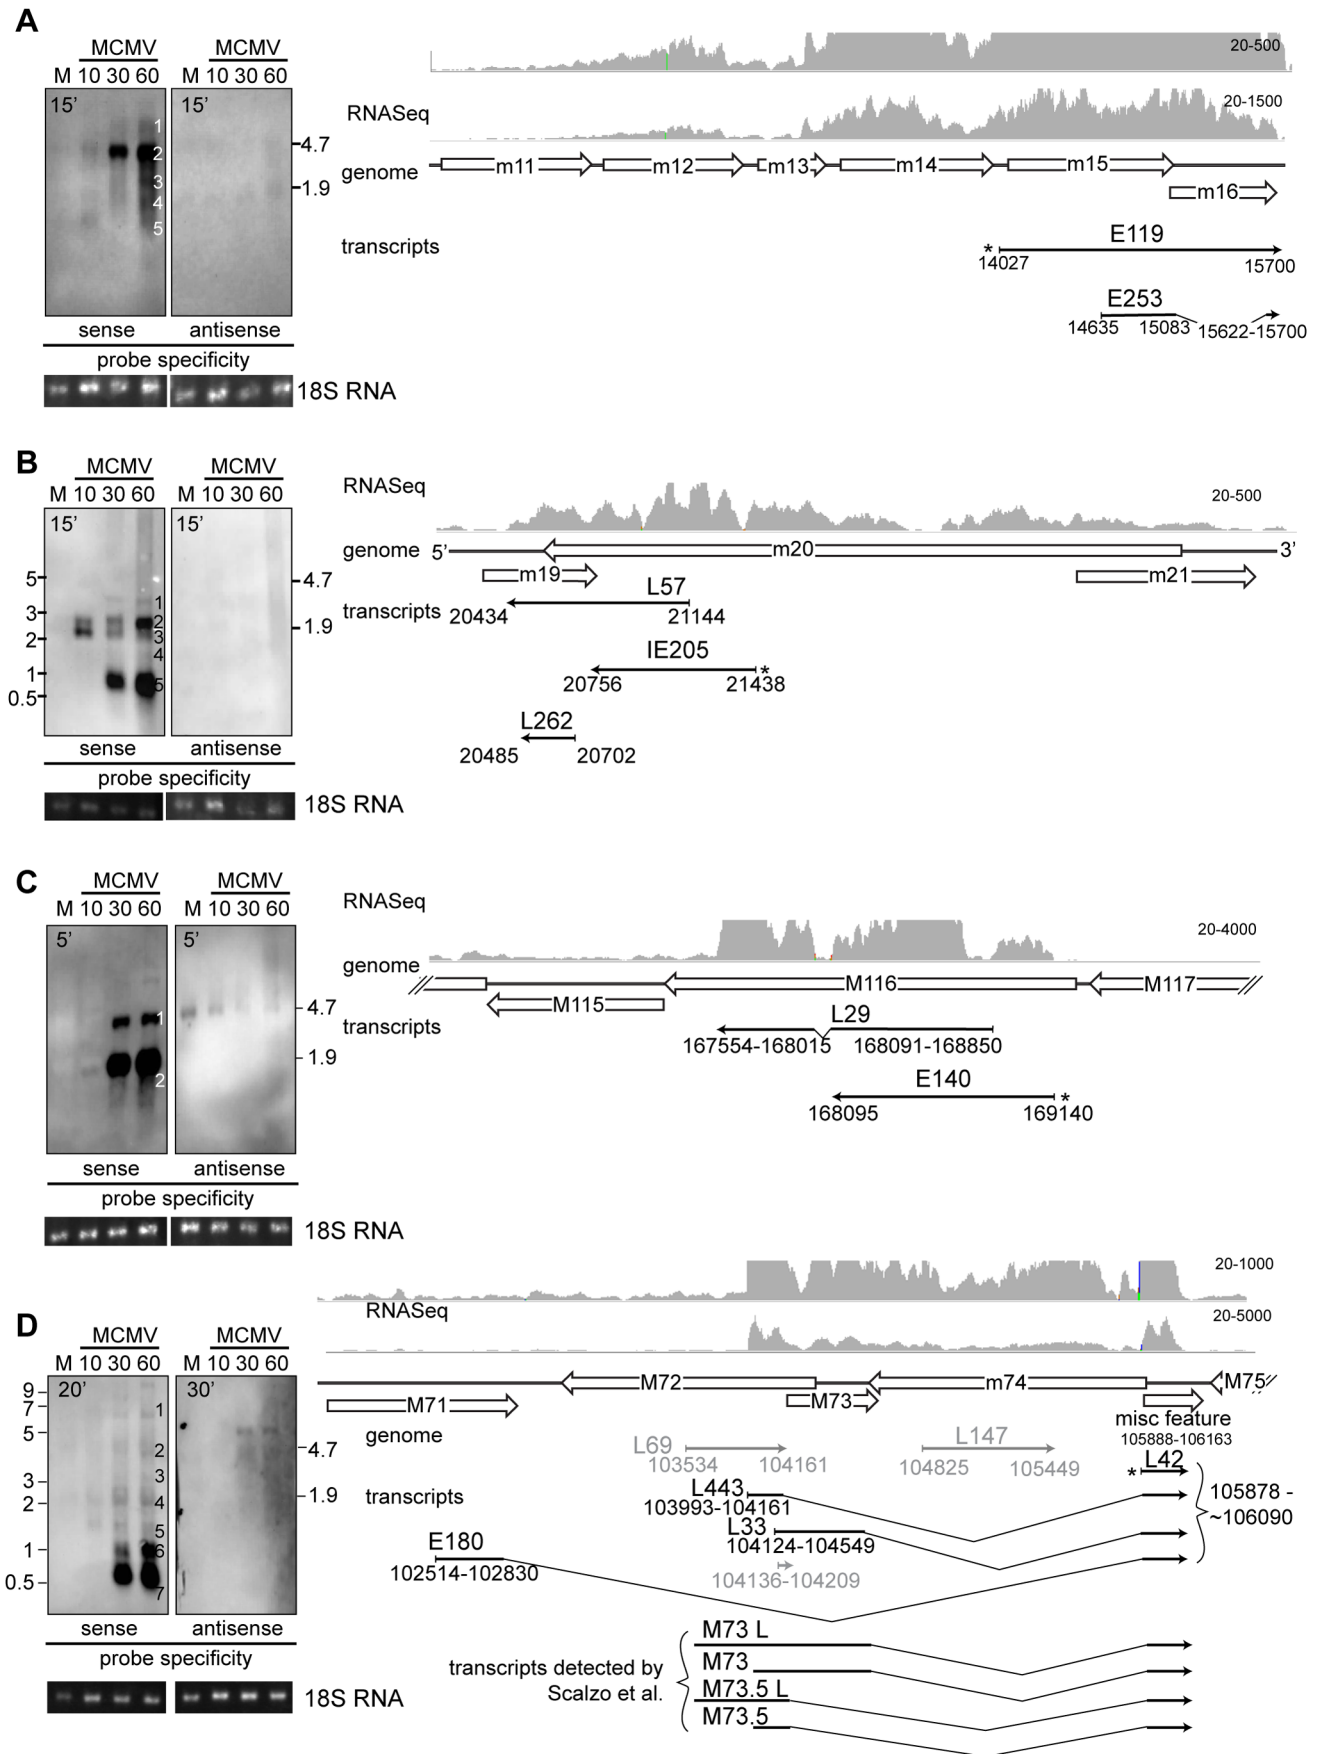 A
MCMV
MCMV
M 10 30 60
M 10 30 60
15’
15’
1
2
3
4
5
4.7
1.9
sense
antisense
probe specificity
18S RNA
20-500
RNASeq
20-1500
genome
m11
m12
m13
m14
m15
m16
transcripts
E119
*
14027
15700
E253
14635
15083
15622-15700
B
MCMV
MCMV
M 10 30 60
M 10 30 60
15’
15’
5
3
2
1
0.5
1
2
3
4
5
4.7
1.9
sense
antisense
probe specificity
18S RNA
RNASeq
20-500
genome
5’
m20
3’
m19
m21
transcripts
L57
20434
21144
IE205
*
20756
21438
L262
20485
20702
C
MCMV
MCMV
M 10 30 60
M 10 30 60
5’
5’
1
2
4.7
1.9
sense
antisense
probe specificity
18S RNA
RNASeq
20-4000
genome
M116
M117
M115
transcripts
L29
167554-168015
168091-168850
E140
*
168095
169140
D
MCMV
MCMV
M 10 30 60
M 10 30 60
20’
30’
9
7
5
3
2
1
0.5
1
2
3
4
5
6
7
4.7
1.9
sense
antisense
probe specificity
18S RNA
20-1000
RNASeq
20-5000
M72
m74
M75
M71
M73
genome
misc feature
105888-106163
L69
103534
104161
L147
104825
105449
L42
*
transcripts
L443
103993-104161
105878 -
~106090
L33
104124-104549
E180
102514-102830
104136-104209
M73 L
M73
M73.5 L
M73.5
transcripts detected by
Scalzo et al.